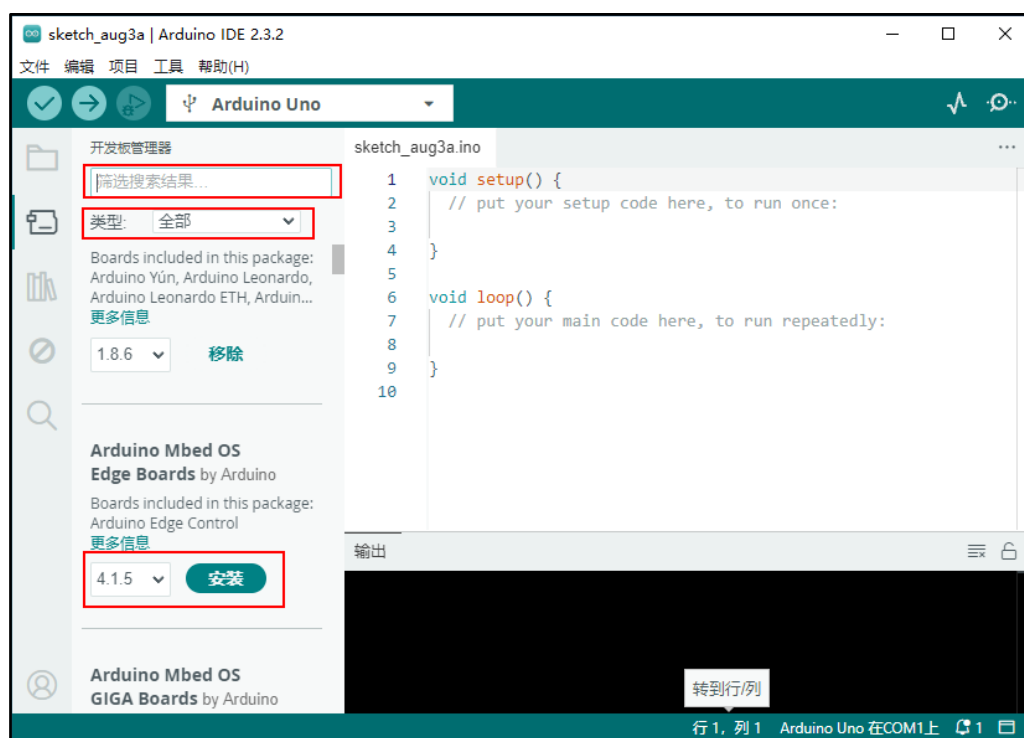 sketch_aug3a | Arduino IDE 2.3.2
文件 编辑 项目 工具 帮助(H)
Arduino Uno
开发板管理器
筛选搜索结果...
类型: 全部
Boards included in this package:
Arduino Yún, Arduino Leonardo,
Arduino Leonardo ETH, Arduin...
更多信息
1.8.6 移除
Arduino Mbed OS
Edge Boards by Arduino
Boards included in this package:
Arduino Edge Control
更多信息
4.1.5 安装
Arduino Mbed OS
GIGA Boards by Arduino
sketch_aug3a.ino
1 void setup() {
2 // put your setup code here, to run once:
3
4 }
5
6 void loop() {
7 // put your main code here, to run repeatedly:
8
9 }
10
输出
转到行/列
行 1，列 1 Arduino Uno 在COM1上 1